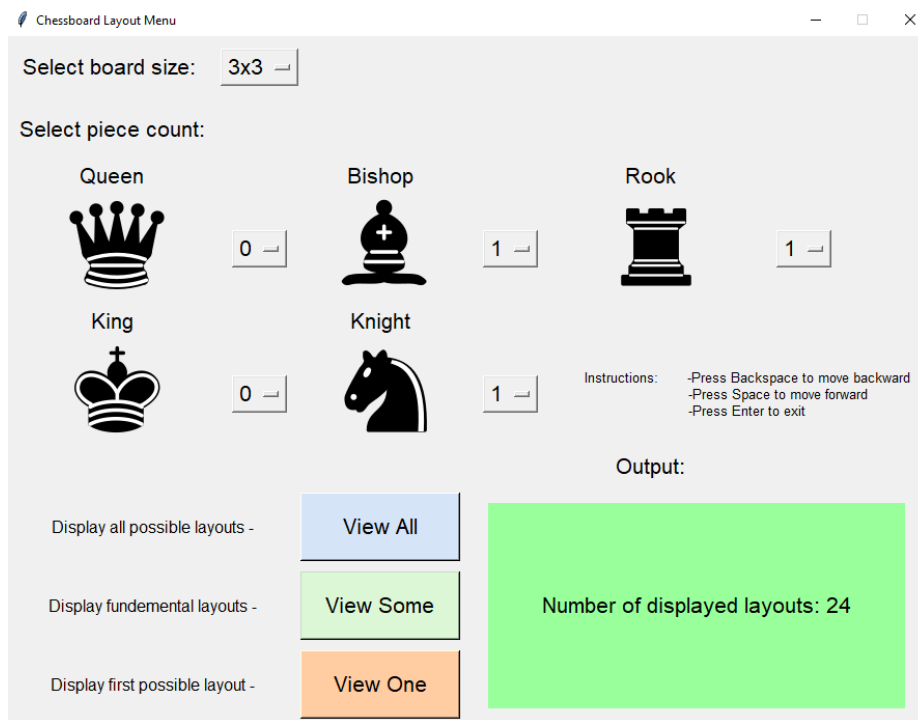 Chessboard Layout Menu
Select board size: 3x3
Select piece count:
Queen
Bishop
Rook
0
1
1
King
Knight
0
1
Instructions: -Press Backspace to move backward
-Press Space to move forward
-Press Enter to exit
Output:
Display all possible layouts - View All
Display fundemental layouts - View Some
Number of displayed layouts: 24
Display first possible layout - View One